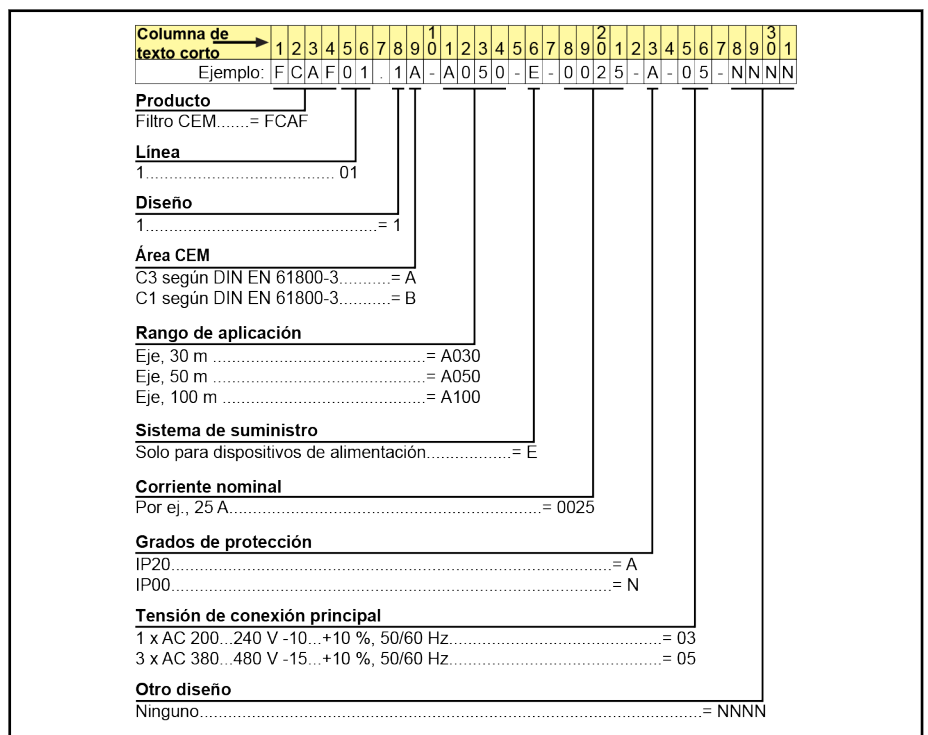 Columna de texto corto 1 2 3 4 5 6 7 8 9 10 1 2 3 4 5 6 7 8 9 20 1 2 3 4 5 6 7 8 9 30 1
Ejemplo: F C A F 0 1 . 1 A - A 0 5 0 - E - 0 0 2 5 - A - 0 5 - N N N N
Producto
Filtro CEM.......= FCAF
Línea
1.................................... 01
Diseño
1............................................= 1
Área CEM
C3 según DIN EN 61800-3...........= A
C1 según DIN EN 61800-3...........= B
Rango de aplicación
Eje, 30 m ........................................= A030
Eje, 50 m ........................................= A050
Eje, 100 m ......................................= A100
Sistema de suministro
Solo para dispositivos de alimentación..................= E
Corriente nominal
Por ej., 25 A............................................................= 0025
Grados de protección
IP20.....................................................................................= A
IP00.....................................................................................= N
Tensión de conexión principal
1 x AC 200...240 V -10...+10 %, 50/60 Hz..........................................= 03
3 x AC 380...480 V -15...+10 %, 50/60 Hz..........................................= 05
Otro diseño
Ninguno..................................................................................................= NNNN